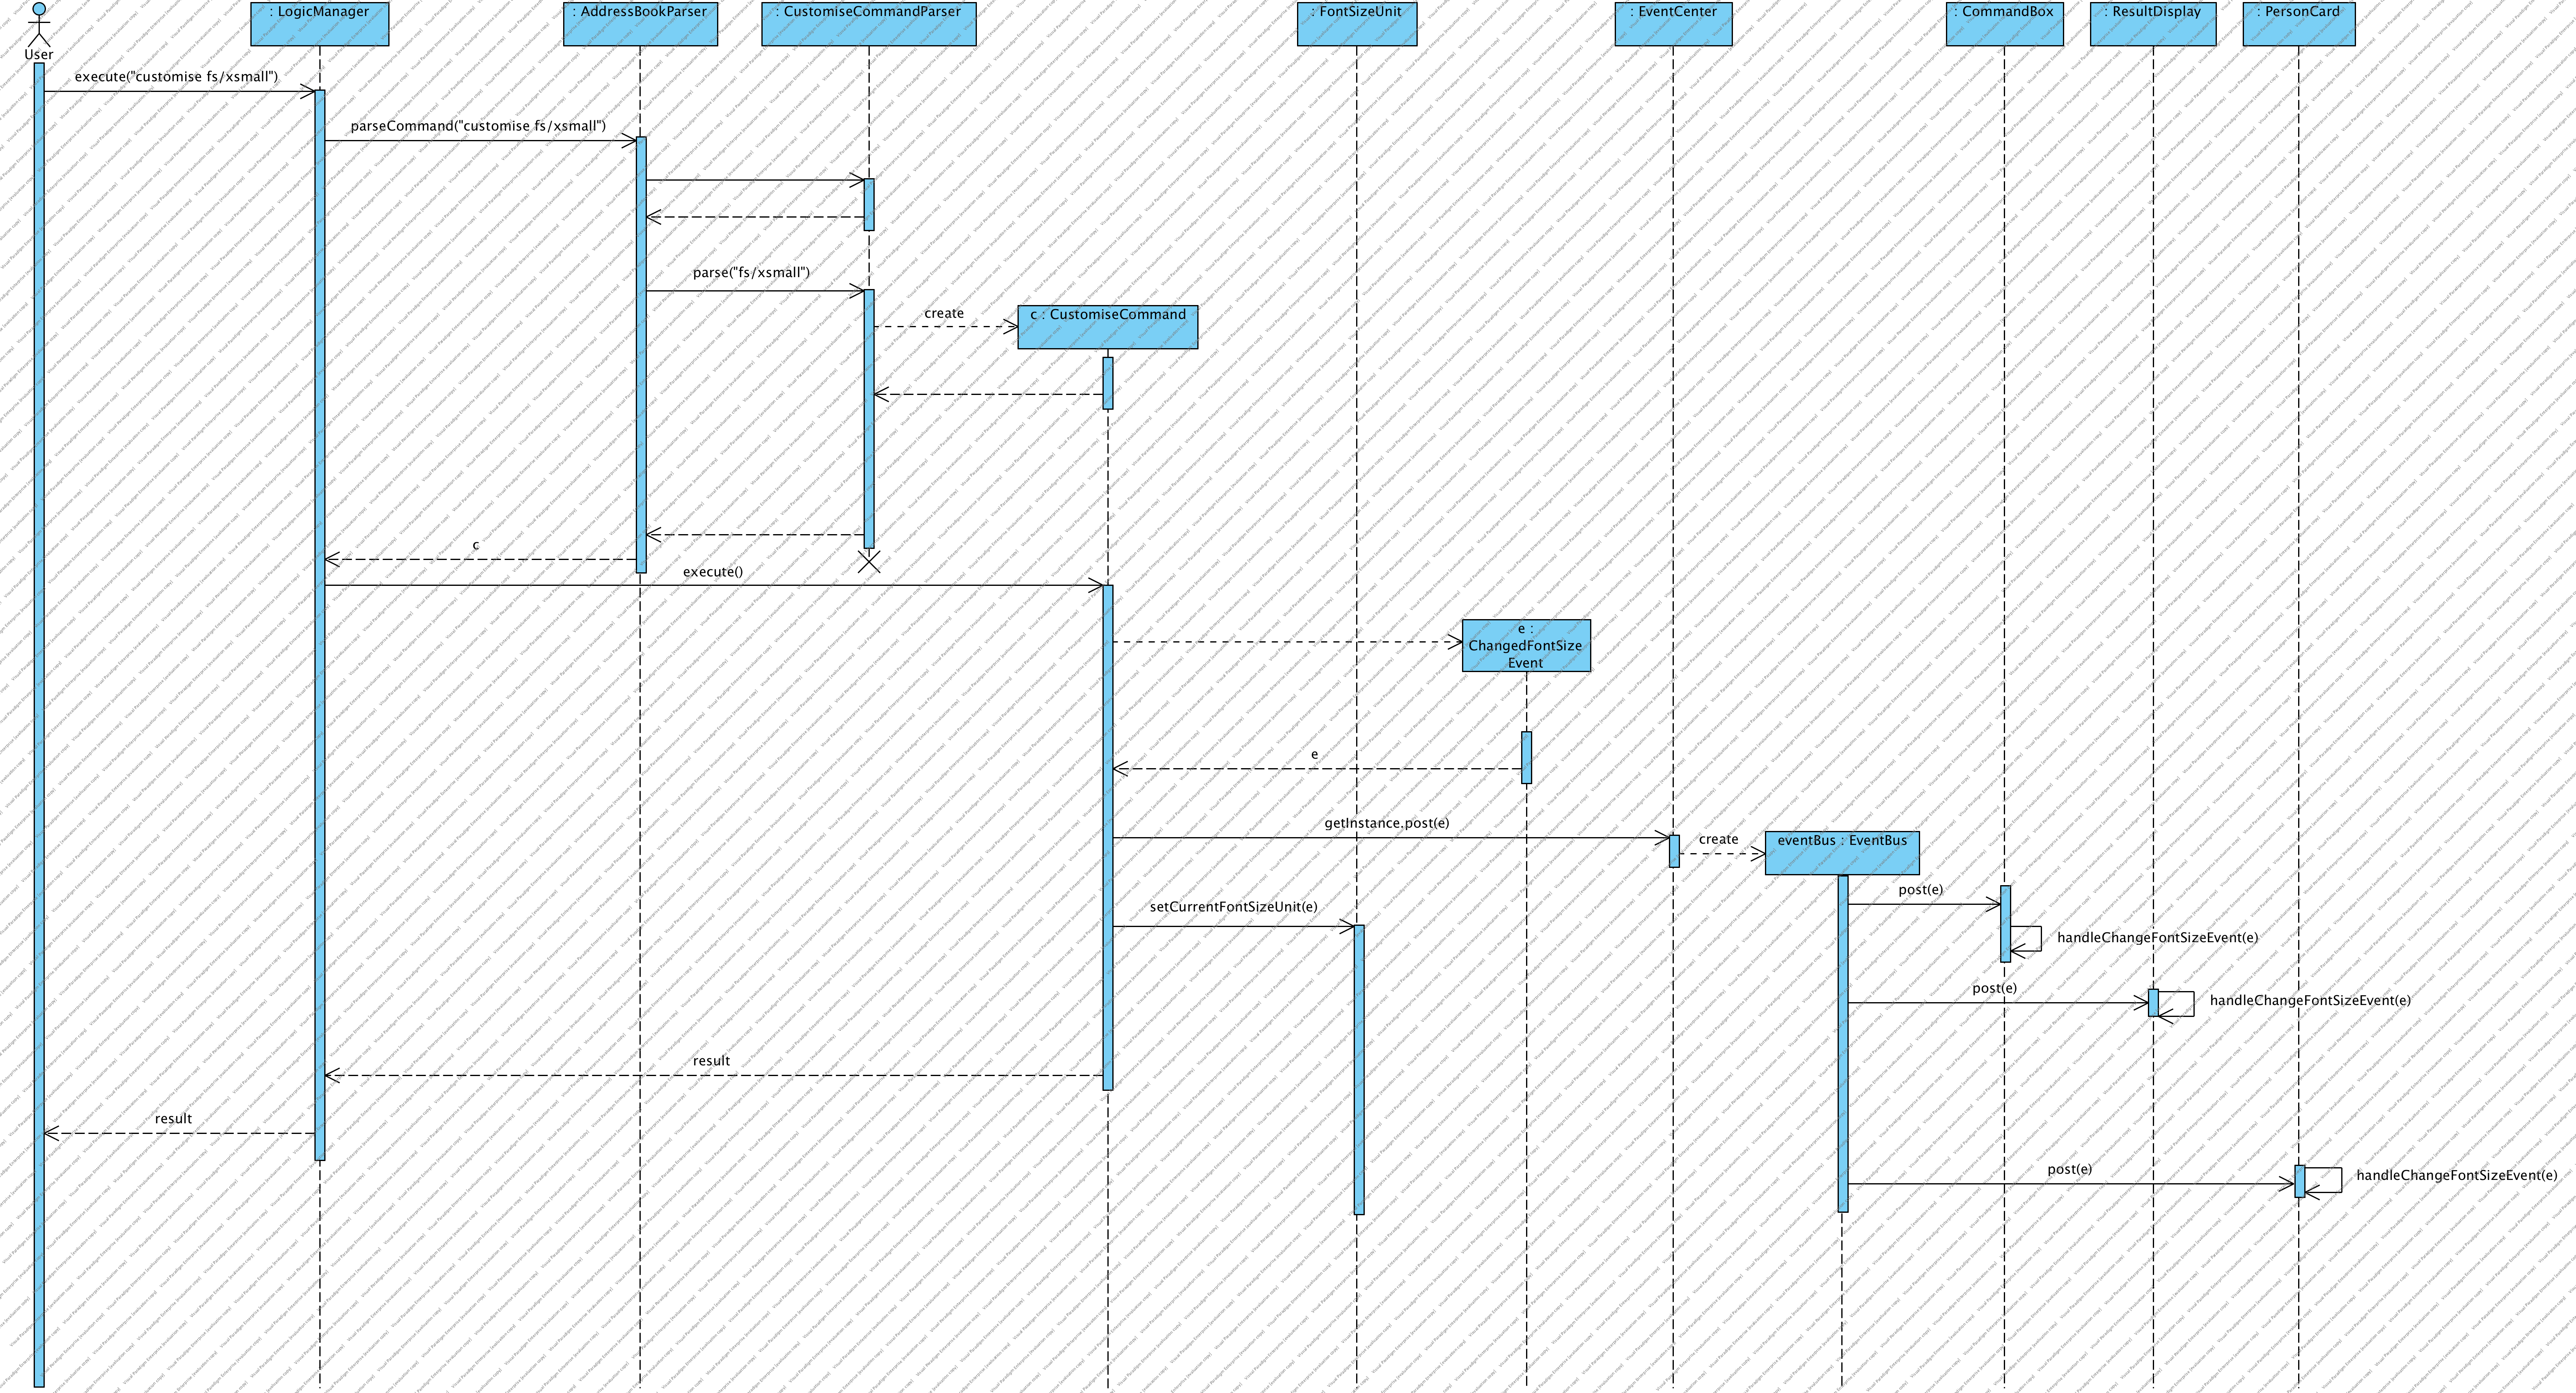 : LogicManager
: AddressBookParser
: CustomiseCommandParser
: FontSizeUnit
: EventCenter
: CommandBox
: ResultDisplay
: PersonCard
User
execute("customise fs/xsmall")
parseCommand("customise fs/xsmall")
parse("fs/xsmall")
create
c : CustomiseCommand
c
execute()
e :
ChangedFontSize
Event
e
getInstance.post(e)
create
eventBus : EventBus
post(e)
setCurrentFontSizeUnit(e)
handleChangeFontSizeEvent(e)
post(e)
handleChangeFontSizeEvent(e)
result
result
post(e)
handleChangeFontSizeEvent(e)